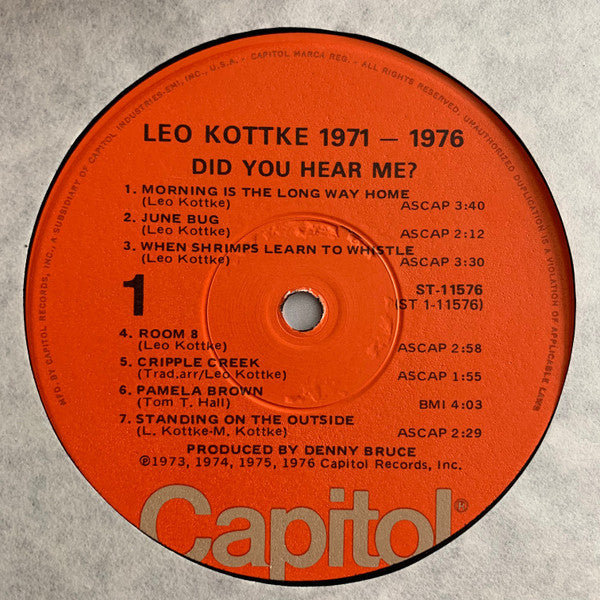 MFD BY CAPITOL RECORDS, INC., A SUBSIDIARY OF CAPITOL INDUSTRIES-EMI, INC., U.S.A. · CAPITOL MARCA REG. · ALL RIGHTS RESERVED. UNAUTHORIZED DUPLICATION IS A VIOLATION OF APPLICABLE LAWS
LEO KOTTKE 1971 – 1976
DID YOU HEAR ME?
1. MORNING IS THE LONG WAY HOME
(Leo Kottke) ASCAP 3:40
2. JUNE BUG
(Leo Kottke) ASCAP 2:12
3. WHEN SHRIMPS LEARN TO WHISTLE
(Leo Kottke) ASCAP 3:30
1 ST-11576
(ST 1-11576)
4. ROOM 8
(Leo Kottke) ASCAP 2:58
5. CRIPPLE CREEK
(Trad.arr/Leo Kottke) ASCAP 1:55
6. PAMELA BROWN
(Tom T. Hall) BMI 4:03
7. STANDING ON THE OUTSIDE
(L. Kottke-M. Kottke) ASCAP 2:29
PRODUCED BY DENNY BRUCE
℗1973, 1974, 1975, 1976 Capitol Records, Inc.
Capitol®